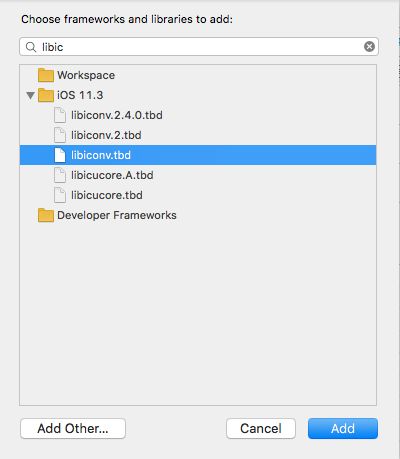 Choose frameworks and libraries to add:
libic
Workspace
iOS 11.3
libiconv.2.4.0.tbd
libiconv.2.tbd
libiconv.tbd
libicucore.A.tbd
libicucore.tbd
Developer Frameworks
Add Other...
Cancel
Add